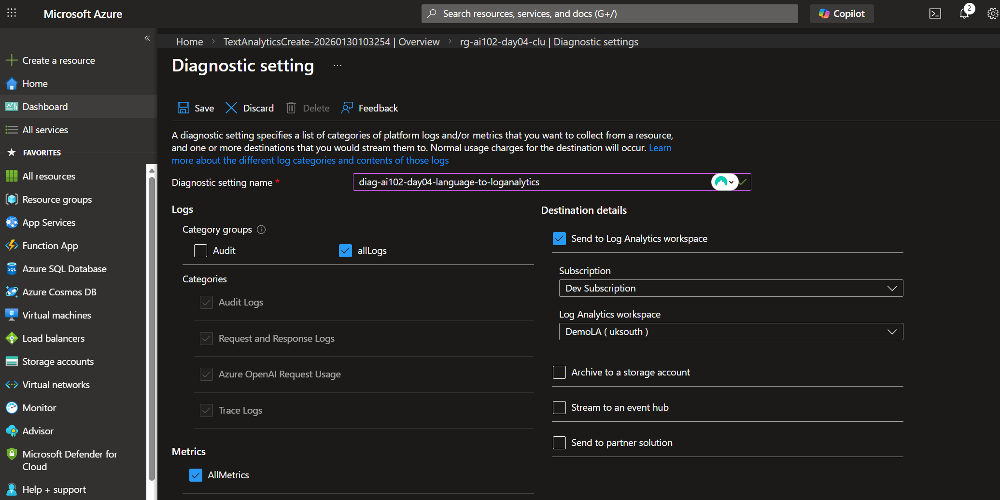 Microsoft Azure
Search resources, services, and docs (G+/)
Copilot
2
Home
TextAnalyticsCreate-20260130103254 | Overview
rg-ai102-day04-clu | Diagnostic settings
Create a resource
Home
Dashboard
All services
FAVORITES
All resources
Resource groups
App Services
Function App
SQL
Azure SQL Database
Azure Cosmos DB
Virtual machines
Load balancers
Storage accounts
Virtual networks
Monitor
Advisor
Microsoft Defender for
Cloud
Help + support
Diagnostic setting
...
Save
Discard
Delete
Feedback
A diagnostic setting specifies a list of categories of platform logs and/or metrics that you want to collect from a resource,
and one or more destinations that you would stream them to. Normal usage charges for the destination will occur. Learn
more about the different log categories and contents of those logs
Diagnostic setting name *
diag-ai102-day04-language-to-loganalytics
Logs
Category groups
Audit
allLogs
Categories
Audit Logs
Request and Response Logs
Azure OpenAI Request Usage
Trace Logs
Metrics
AllMetrics
Destination details
Send to Log Analytics workspace
Subscription
Dev Subscription
Log Analytics workspace
DemoLA ( uksouth )
Archive to a storage account
Stream to an event hub
Send to partner solution